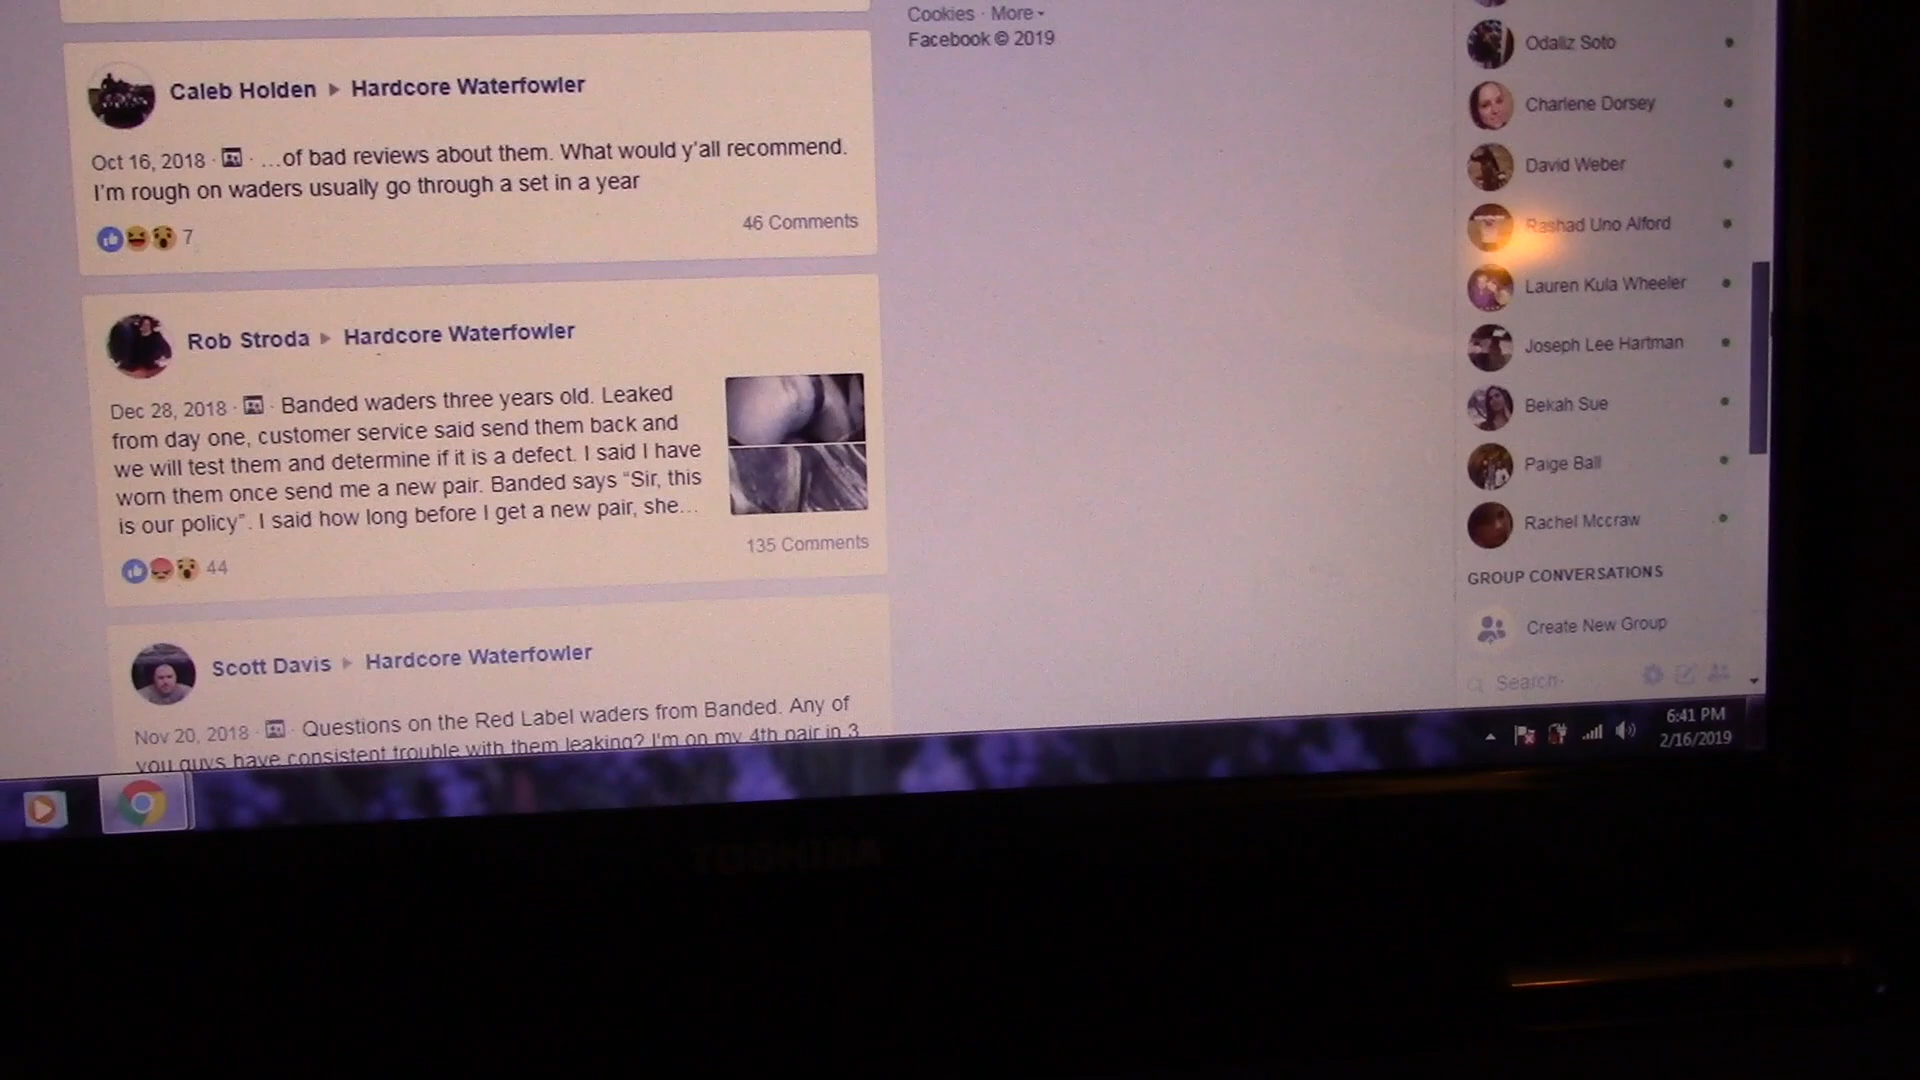 Cookies · More
Facebook © 2019
Caleb Holden ▶ Hardcore Waterfowler
Oct 16, 2018 · · …of bad reviews about them. What would y'all recommend.
I'm rough on waders usually go through a set in a year
7
46 Comments
Rob Stroda ▶ Hardcore Waterfowler
Dec 28, 2018 · · Banded waders three years old. Leaked
from day one, customer service said send them back and
we will test them and determine if it is a defect. I said I have
worn them once send me a new pair. Banded says “Sir, this
is our policy”. I said how long before I get a new pair, she…
44
135 Comments
Scott Davis ▶ Hardcore Waterfowler
Nov 20, 2018 · · Questions on the Red Label waders from Banded. Any of
you guys have consistent trouble with them leaking? I'm on my 4th pair in 3
Odaliz Soto
Charlene Dorsey
David Weber
Rashad Uno Alford
Lauren Kula Wheeler
Joseph Lee Hartman
Bekah Sue
Paige Ball
Rachel Mccraw
GROUP CONVERSATIONS
Create New Group
Search
6:41 PM
2/16/2019
TOSHIBA